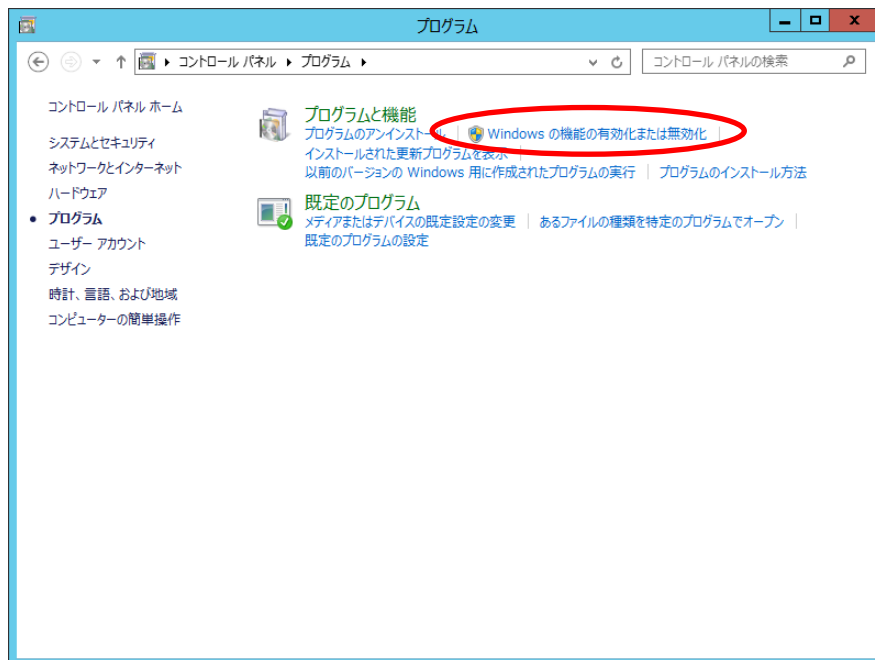 プログラム
コントロール パネル プログラム
コントロール パネルの検索
コントロール パネル ホーム
システムとセキュリティ
ネットワークとインターネット
ハードウェア
プログラム
ユーザー アカウント
デザイン
時計、言語、および地域
コンピューターの簡単操作
プログラムと機能
プログラムのアンインストール Windows の機能の有効化または無効化
インストールされた更新プログラムを表示
以前のバージョンの Windows 用に作成されたプログラムの実行 プログラムのインストール方法
既定のプログラム
メディアまたはデバイスの既定設定の変更 あるファイルの種類を特定のプログラムでオープン
既定のプログラムの設定